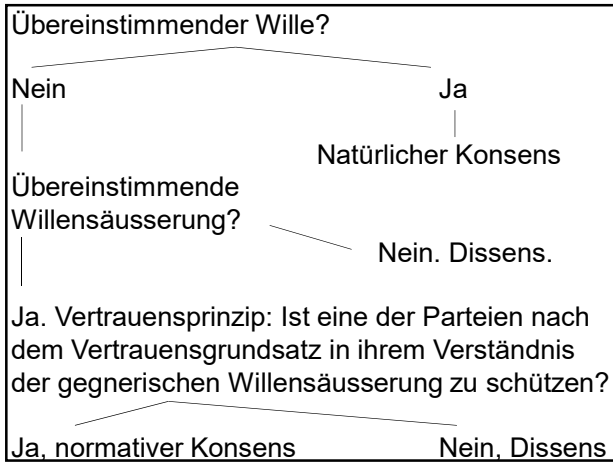 Übereinstimmender Wille?
Nein Ja
Natürlicher Konsens
Übereinstimmende
Willensäusserung?
Nein. Dissens.
Ja. Vertrauensprinzip: Ist eine der Parteien nach
dem Vertrauensgrundsatz in ihrem Verständnis
der gegnerischen Willensäusserung zu schützen?
Ja, normativer Konsens Nein, Dissens